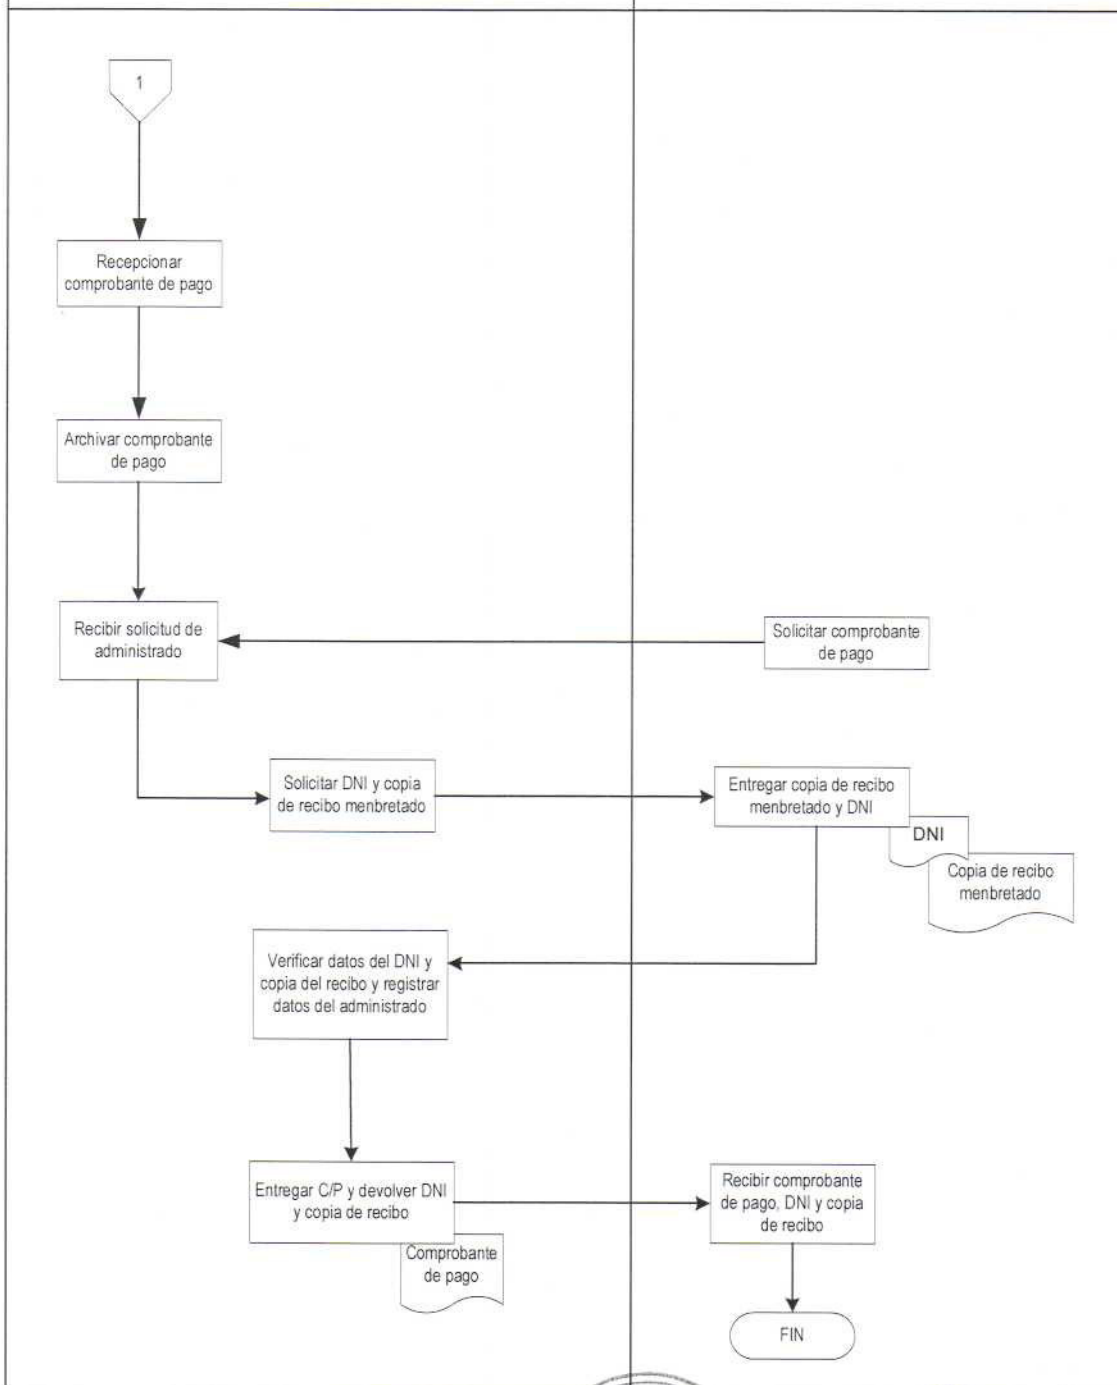 1
Recepcionar
comprobante de pago
Archivar comprobante
de pago
Recibir solicitud de
administrado
Solicitar comprobante
de pago
Solicitar DNI y copia
de recibo menbretado
Entregar copia de recibo
menbretado y DNI
DNI
Copia de recibo
menbretado
Verificar datos del DNI y
copia del recibo y registrar
datos del administrado
Entregar C/P y devolver DNI
y copia de recibo
Comprobante
de pago
Recibir comprobante
de pago, DNI y copia
de recibo
FIN